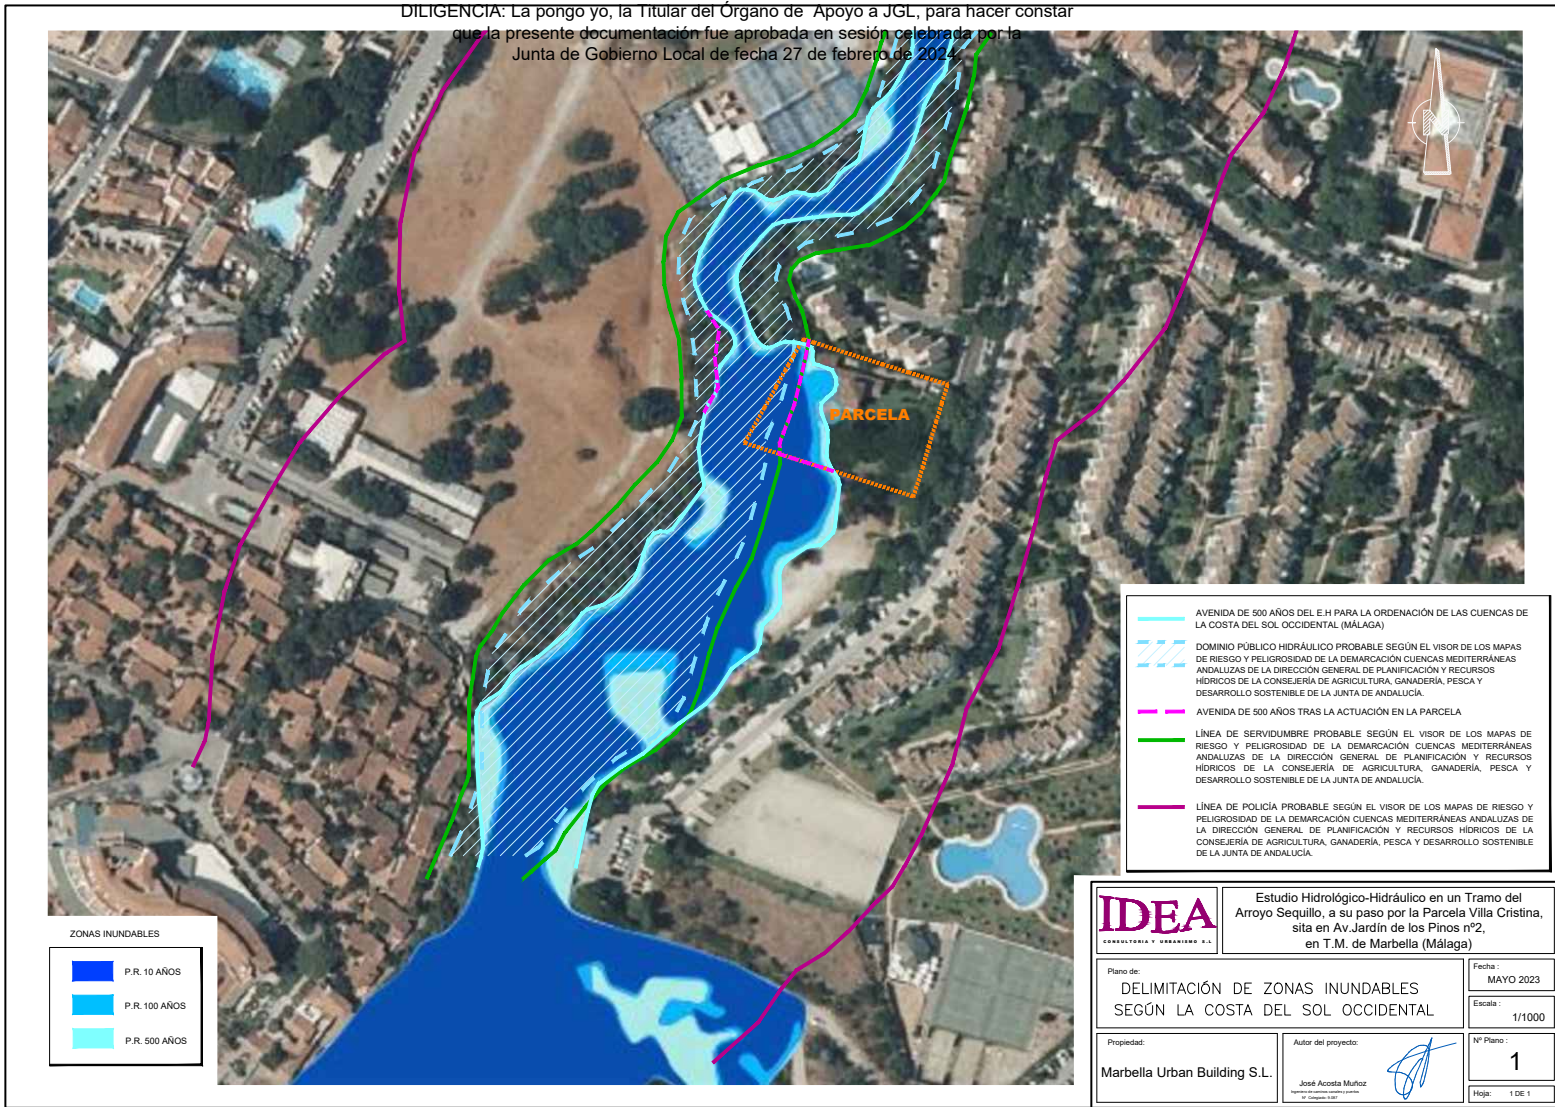 DILIGENCIA: La pongo yo, la Titular del Órgano de Apoyo a JGL, para hacer constar
que la presente documentación fue aprobada en sesión celebrada por la
Junta de Gobierno Local de fecha 27 de febrero de 2024.
PARCELA
AVENIDA DE 500 AÑOS DEL E.H PARA LA ORDENACIÓN DE LAS CUENCAS DE
LA COSTA DEL SOL OCCIDENTAL (MÁLAGA)
DOMINIO PÚBLICO HIDRÁULICO PROBABLE SEGÚN EL VISOR DE LOS MAPAS
DE RIESGO Y PELIGROSIDAD DE LA DEMARCACIÓN CUENCAS MEDITERRÁNEAS
ANDALUZAS DE LA DIRECCIÓN GENERAL DE PLANIFICACIÓN Y RECURSOS
HÍDRICOS DE LA CONSEJERÍA DE AGRICULTURA, GANADERÍA, PESCA Y
DESARROLLO SOSTENIBLE DE LA JUNTA DE ANDALUCÍA.
AVENIDA DE 500 AÑOS TRAS LA ACTUACIÓN EN LA PARCELA
LÍNEA DE SERVIDUMBRE PROBABLE SEGÚN EL VISOR DE LOS MAPAS DE
RIESGO Y PELIGROSIDAD DE LA DEMARCACIÓN CUENCAS MEDITERRÁNEAS
ANDALUZAS DE LA DIRECCIÓN GENERAL DE PLANIFICACIÓN Y RECURSOS
HÍDRICOS DE LA CONSEJERÍA DE AGRICULTURA, GANADERÍA, PESCA Y
DESARROLLO SOSTENIBLE DE LA JUNTA DE ANDALUCÍA.
LÍNEA DE POLICÍA PROBABLE SEGÚN EL VISOR DE LOS MAPAS DE RIESGO Y
PELIGROSIDAD DE LA DEMARCACIÓN CUENCAS MEDITERRÁNEAS ANDALUZAS DE
LA DIRECCIÓN GENERAL DE PLANIFICACIÓN Y RECURSOS HÍDRICOS DE LA
CONSEJERÍA DE AGRICULTURA, GANADERÍA, PESCA Y DESARROLLO SOSTENIBLE
DE LA JUNTA DE ANDALUCÍA.
ZONAS INUNDABLES
P.R. 10 AÑOS
P.R. 100 AÑOS
P.R. 500 AÑOS
IDEA
CONSULTORIA Y URBANISMO S.L
Estudio Hidrológico-Hidráulico en un Tramo del
Arroyo Sequillo, a su paso por la Parcela Villa Cristina,
sita en Av.Jardín de los Pinos nº2,
en T.M. de Marbella (Málaga)
Plano de:
DELIMITACIÓN DE ZONAS INUNDABLES
SEGÚN LA COSTA DEL SOL OCCIDENTAL
Fecha :
MAYO 2023
Escala :
1/1000
Propiedad:
Marbella Urban Building S.L.
Autor del proyecto:
José Acosta Muñoz
Nº Plano :
1
Hoja: 1 DE 1